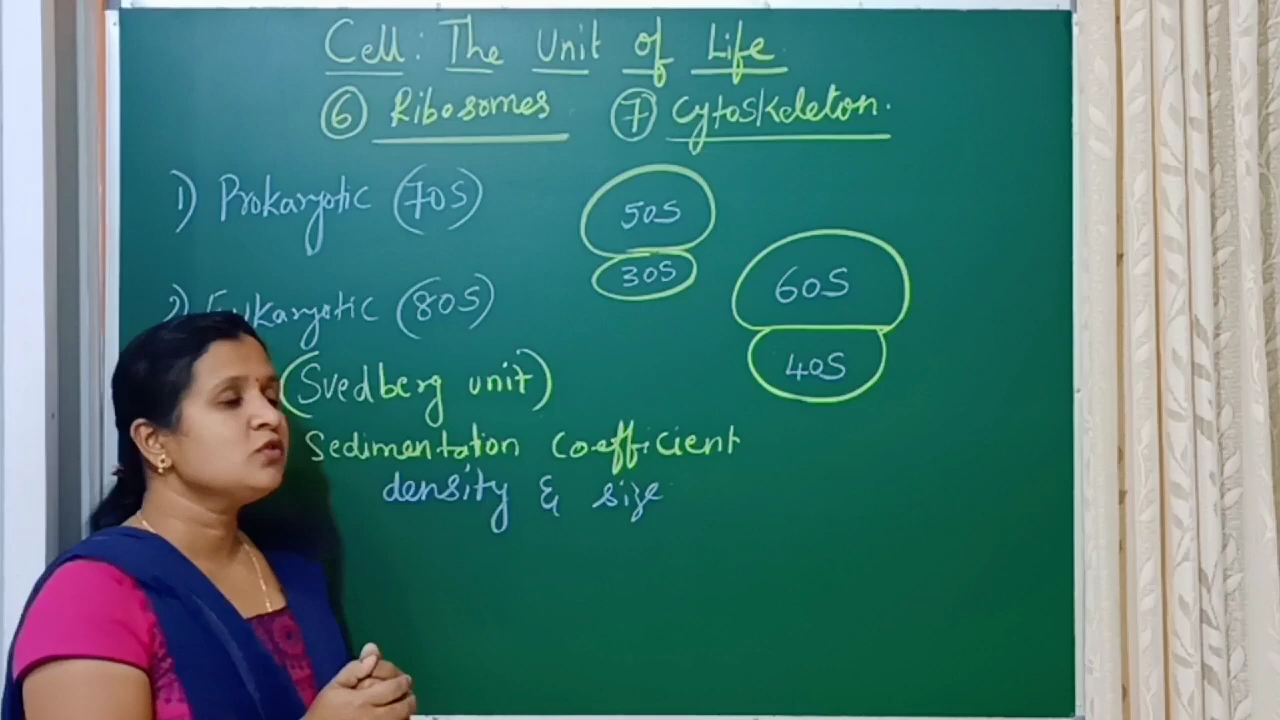 Cell: The Unit of Life
⑥ Ribosomes ⑦ Cytoskeleton.
1) Prokaryotic (70S)
50S
30S
2) Eukaryotic (80S)
60S
40S
(Svedberg unit)
Sedimentation coefficient
density & size